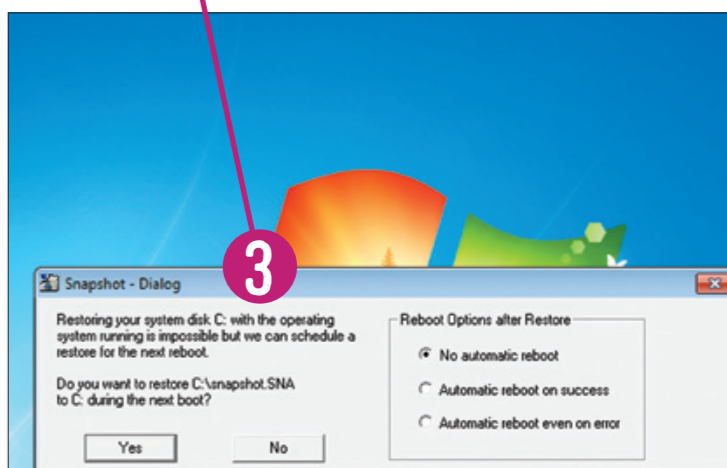 3
Snapshot - Dialog
Restoring your system disk C: with the operating
system running is impossible but we can schedule a
restore for the next reboot.
Do you want to restore C:\snapshot.SNA
to C: during the next boot?
Yes
No
Reboot Options after Restore
No automatic reboot
Automatic reboot on success
Automatic reboot even on error